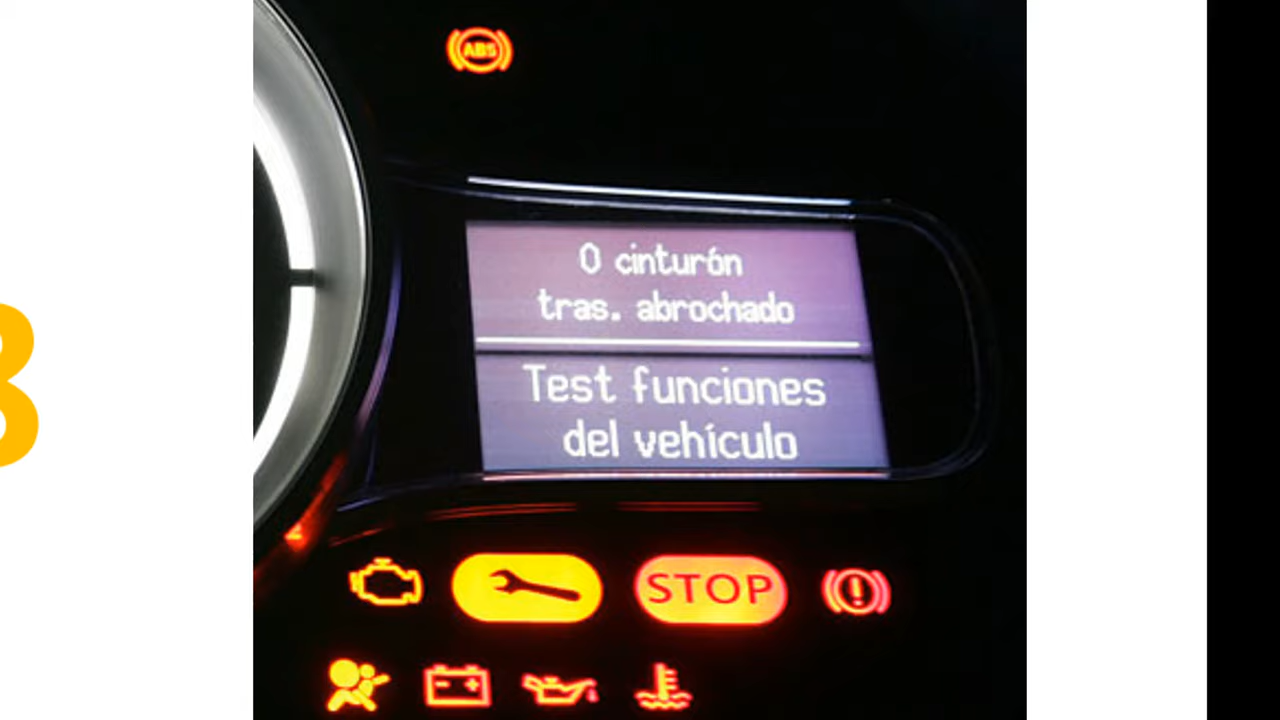 ABS
0 cinturón
tras. abrochado
Test funciones
del vehículo
STOP